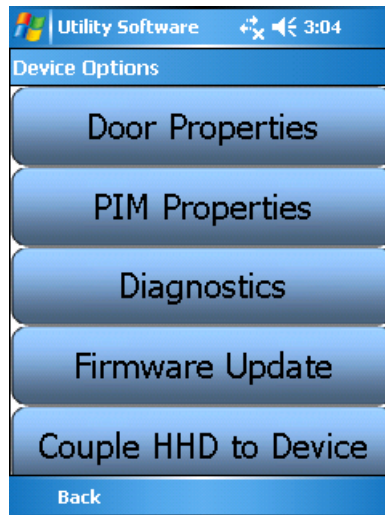 Utility Software 3:04
Device Options
Door Properties
PIM Properties
Diagnostics
Firmware Update
Couple HHD to Device
Back